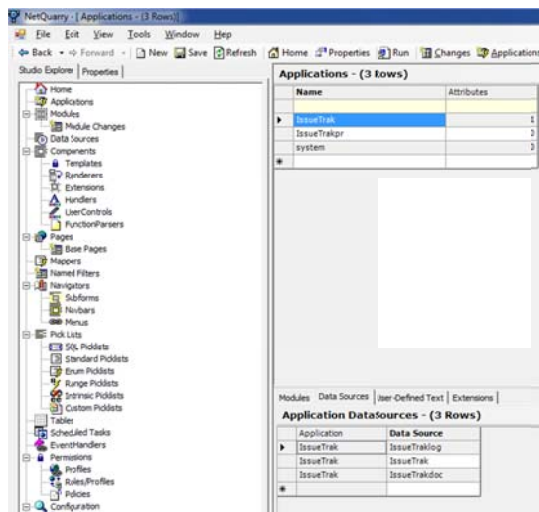 NetQuarry - [ Applications - (3 Rows)]
File Edit View Tools Window Help
Back Forward New Save Refresh Home Properties Run Changes Applications
Studio Explorer Properties
Home
Applications
Modules
Module Changes
Data Sources
Components
Templates
Renderers
Extensions
Handlers
UserControls
FunctionParsers
Pages
Base Pages
Mappers
Named Filters
Navigators
Subforms
Navbars
Menus
Pick Lists
SQL Picklists
Standard Picklists
Enum Picklists
Range Picklists
Intrinsic Picklists
Custom Picklists
Tables
Scheduled Tasks
EventHandlers
Permissions
Profiles
Roles/Profiles
Policies
Configuration
Applications - (3 Rows)
Name Attributes
IssueTrak
IssueTrakpr
system
Modules Data Sources User-Defined Text Extensions
Application DataSources - (3 Rows)
Application Data Source
IssueTrak IssueTraklog
IssueTrak IssueTrak
IssueTrak IssueTrakdoc